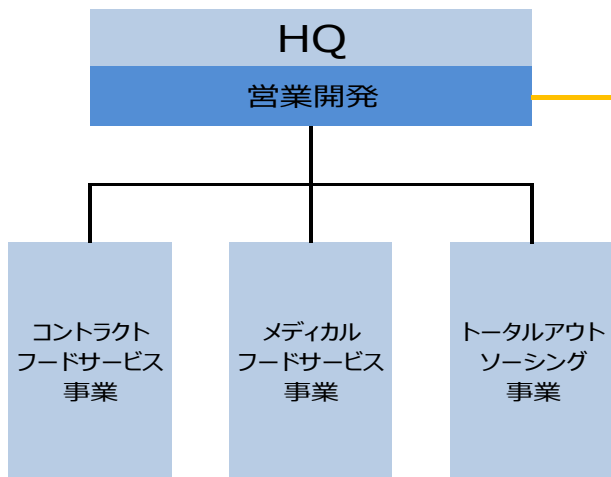 HQ
営業開発
コントラクト
フードサービス
事業
メディカル
フードサービス
事業
トータルアウト
ソーシング
事業